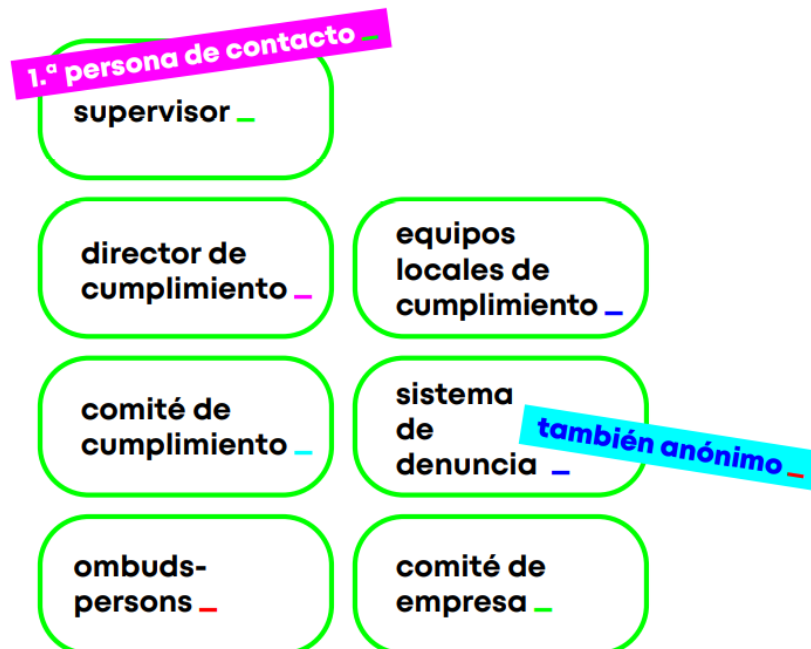 1.ª persona de contacto _
supervisor _
director de
cumplimiento _
equipos
locales de
cumplimiento _
comité de
cumplimiento _
sistema
de
denuncia _
también anónimo _
ombuds-
persons _
comité de
empresa _